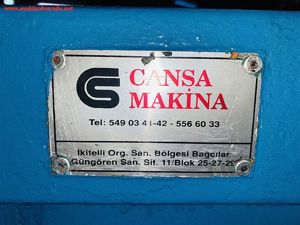 www.makinaburada.net
CANSA
MAKİNA
Tel: 549 03 41-42 - 556 60 33
İkitelli Org. San. Bölgesi Bağcılar
Güngören San. Sit. 11/Blok 25-27-29